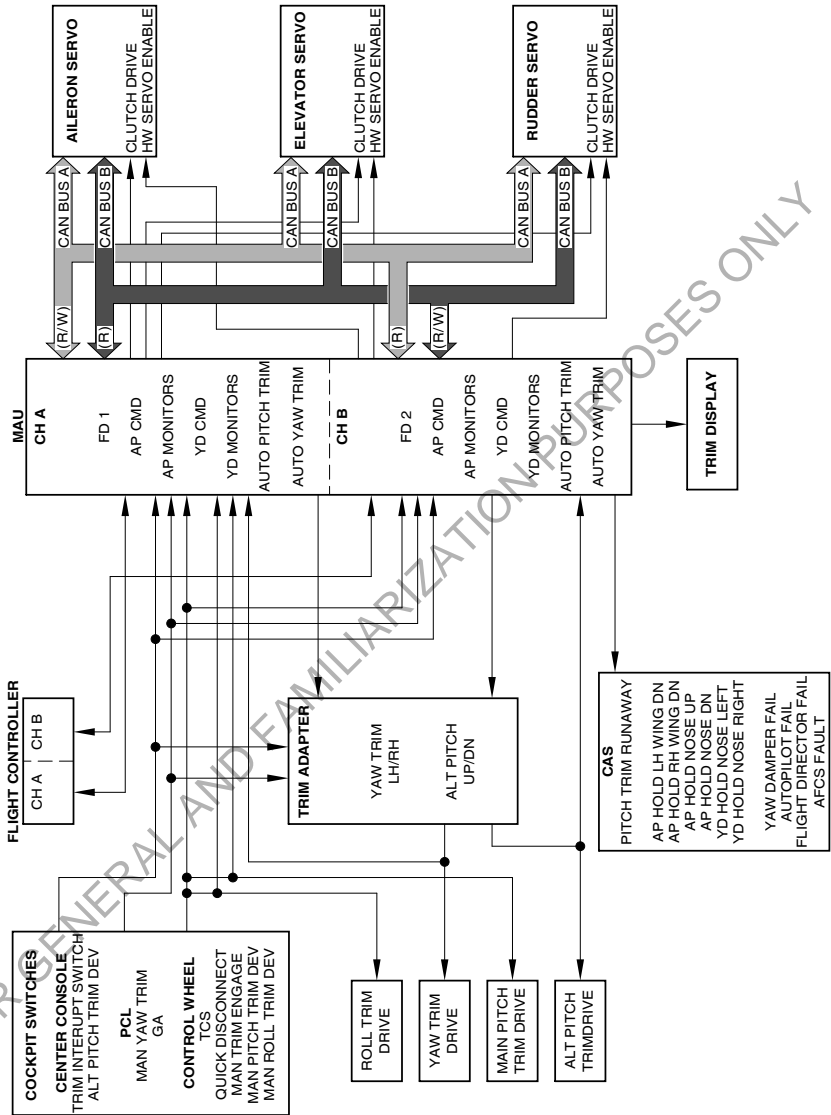 COCKPIT SWITCHES
CENTER CONSOLE
TRIM INTERUPT SWITCH
ALT PITCH TRIM DEV
PCL
MAN YAW TRIM
GA
CONTROL WHEEL
TCS
QUICK DISCONNECT
MAN TRIM ENGAGE
MAN PITCH TRIM DEV
MAN ROLL TRIM DEV
FLIGHT CONTROLLER
CH A
CH B
ROLL TRIM
DRIVE
YAW TRIM
DRIVE
MAIN PITCH
TRIM DRIVE
ALT PITCH
TRIMDRIVE
TRIM ADAPTER
YAW TRIM
LH/RH
ALT PITCH
UP/DN
CAS
PITCH TRIM RUNAWAY
AP HOLD LH WING DN
AP HOLD RH WING DN
AP HOLD NOSE UP
AP HOLD NOSE DN
YD HOLD NOSE LEFT
YD HOLD NOSE RIGHT
YAW DAMPER FAIL
AUTOPILOT FAIL
FLIGHT DIRECTOR FAIL
AFCS FAULT
MAU
CH A
FD 1
AP CMD
AP MONITORS
YD CMD
YD MONITORS
AUTO PITCH TRIM
AUTO YAW TRIM
CH B
FD 2
AP CMD
AP MONITORS
YD CMD
YD MONITORS
AUTO PITCH TRIM
AUTO YAW TRIM
TRIM DISPLAY
(R/W)
(R)
(R)
(R/W)
CAN BUS A
CAN BUS B
CAN BUS A
CAN BUS B
CAN BUS A
CAN BUS B
AILERON SERVO
CLUTCH DRIVE
HW SERVO ENABLE
ELEVATOR SERVO
CLUTCH DRIVE
HW SERVO ENABLE
RUDDER SERVO
CLUTCH DRIVE
HW SERVO ENABLE
GENERAL AND FAMILIARIZATION PURPOSES ONLY